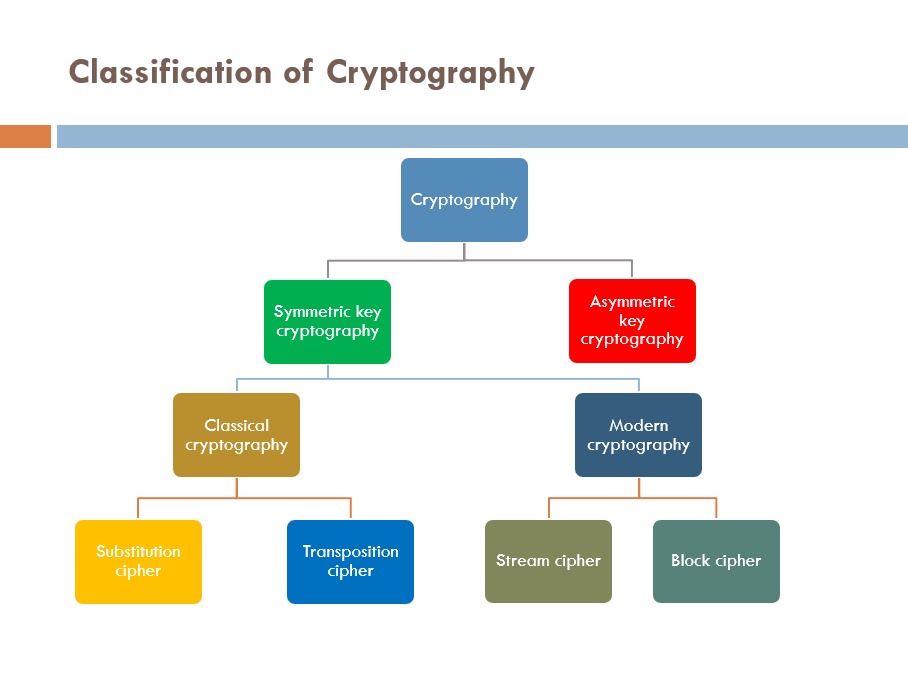 Classification of Cryptography
Cryptography
Symmetric key
cryptography
Asymmetric
key
cryptography
Classical
cryptography
Modern
cryptography
Substitution
cipher
Transposition
cipher
Stream cipher
Block cipher